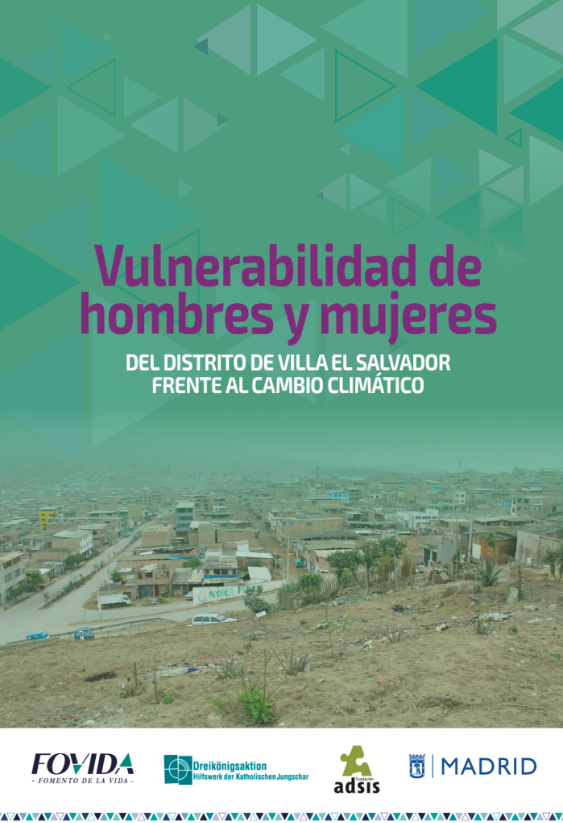 Vulnerabilidad de
hombres y mujeres
DEL DISTRITO DE VILLA EL SALVADOR
FRENTE AL CAMBIO CLIMÁTICO
FOVIDA
- FOMENTO DE LA VIDA -
Dreikönigsaktion
Hilfswerk der Katholischen Jungschar
Fundación
adsis
MADRID